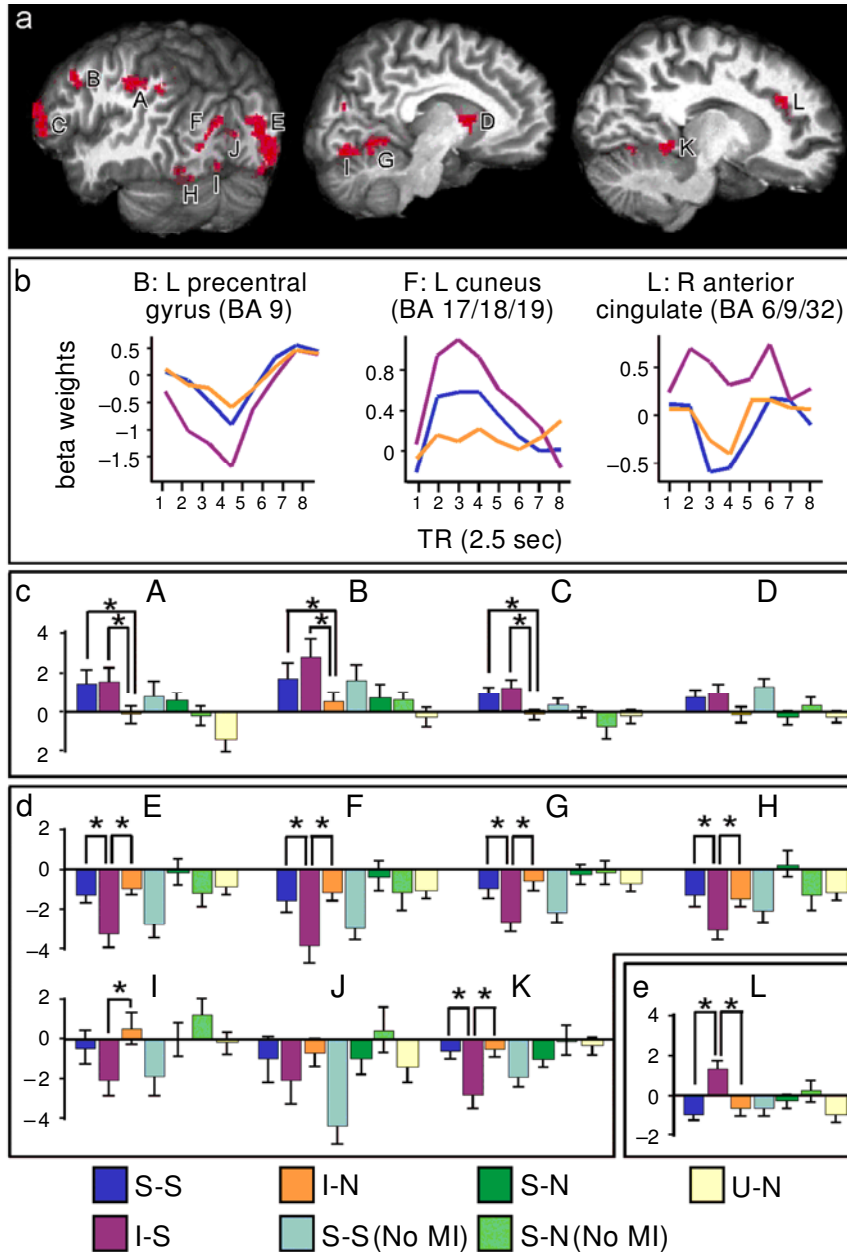 a
B
A
C
F
E
J
H
I
D
I
G
L
K
b
B: L precentral
gyrus (BA 9)
F: L cuneus
(BA 17/18/19)
L: R anterior
cingulate (BA 6/9/32)
beta weights
0.5
0
−0.5
−1
−1.5
1 2 3 4 5 6 7 8
0.8
0.4
0
1 2 3 4 5 6 7 8
0.5
0
−0.5
1 2 3 4 5 6 7 8
TR (2.5 sec)
c
A
B
C
D
* * * * * *
4
2
0
2
d
E
F
G
H
* * * * * * * *
2
0
−2
−4
I
J
K
* * *
2
0
−2
−4
e
L
* *
4
2
0
−2
S-S
I-N
S-N
U-N
I-S
S-S (No MI)
S-N (No MI)